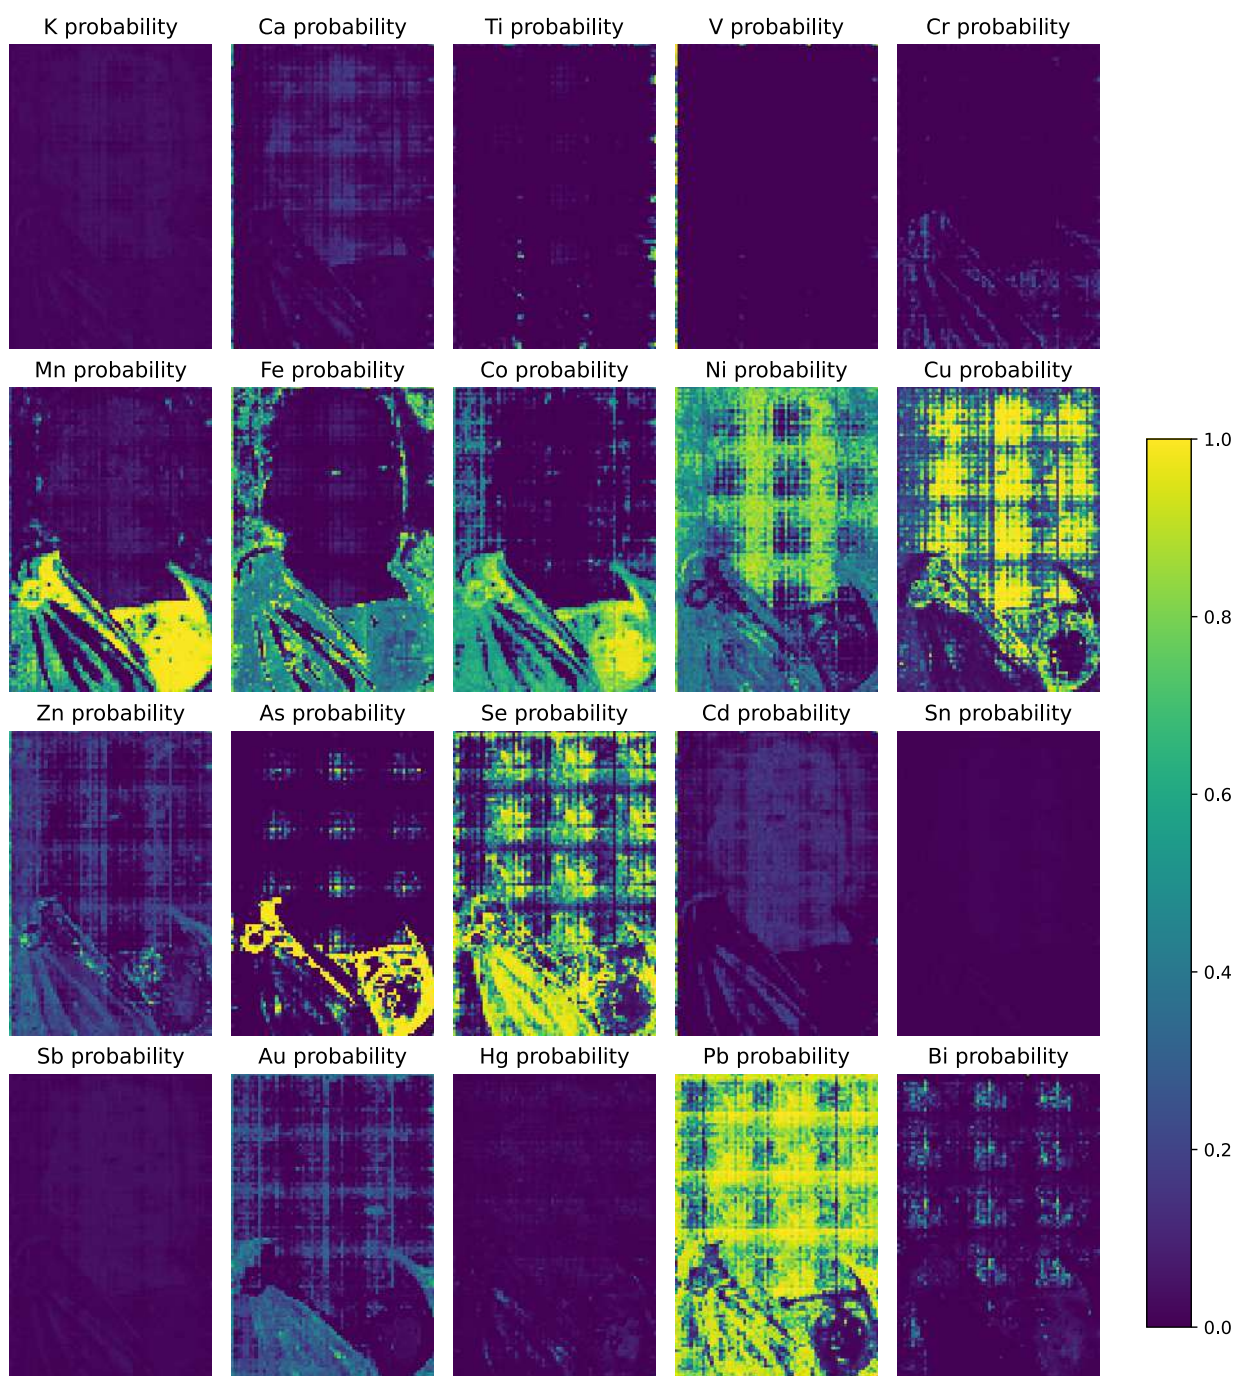 K probability Ca probability Ti probability V probability Cr probability
Mn probability Fe probability Co probability Ni probability Cu probability
1.0
0.8
Zn probability As probability Se probability Cd probability Sn probability
0.6
0.4
Sb probability Au probability Hg probability Pb probability Bi probability
0.2
0.0